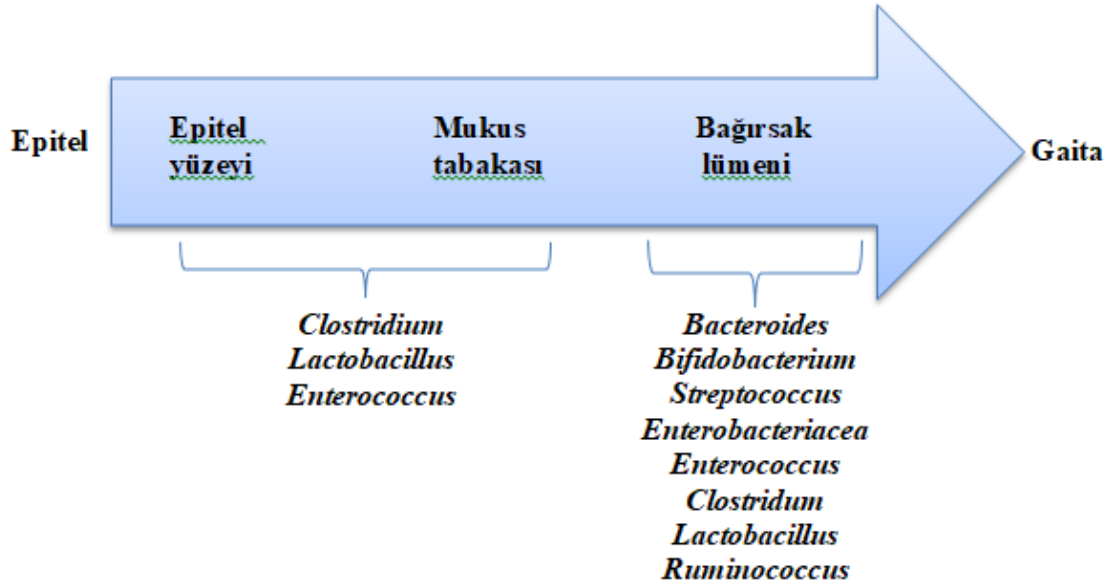 Epitel
Epitel
yüzeyi
Mukus
tabakası
Bağırsak
lümeni
Gaita
Clostridium
Lactobacillus
Enterococcus
Bacteroides
Bifidobacterium
Streptococcus
Enterobacteriacea
Enterococcus
Clostridum
Lactobacillus
Ruminococcus